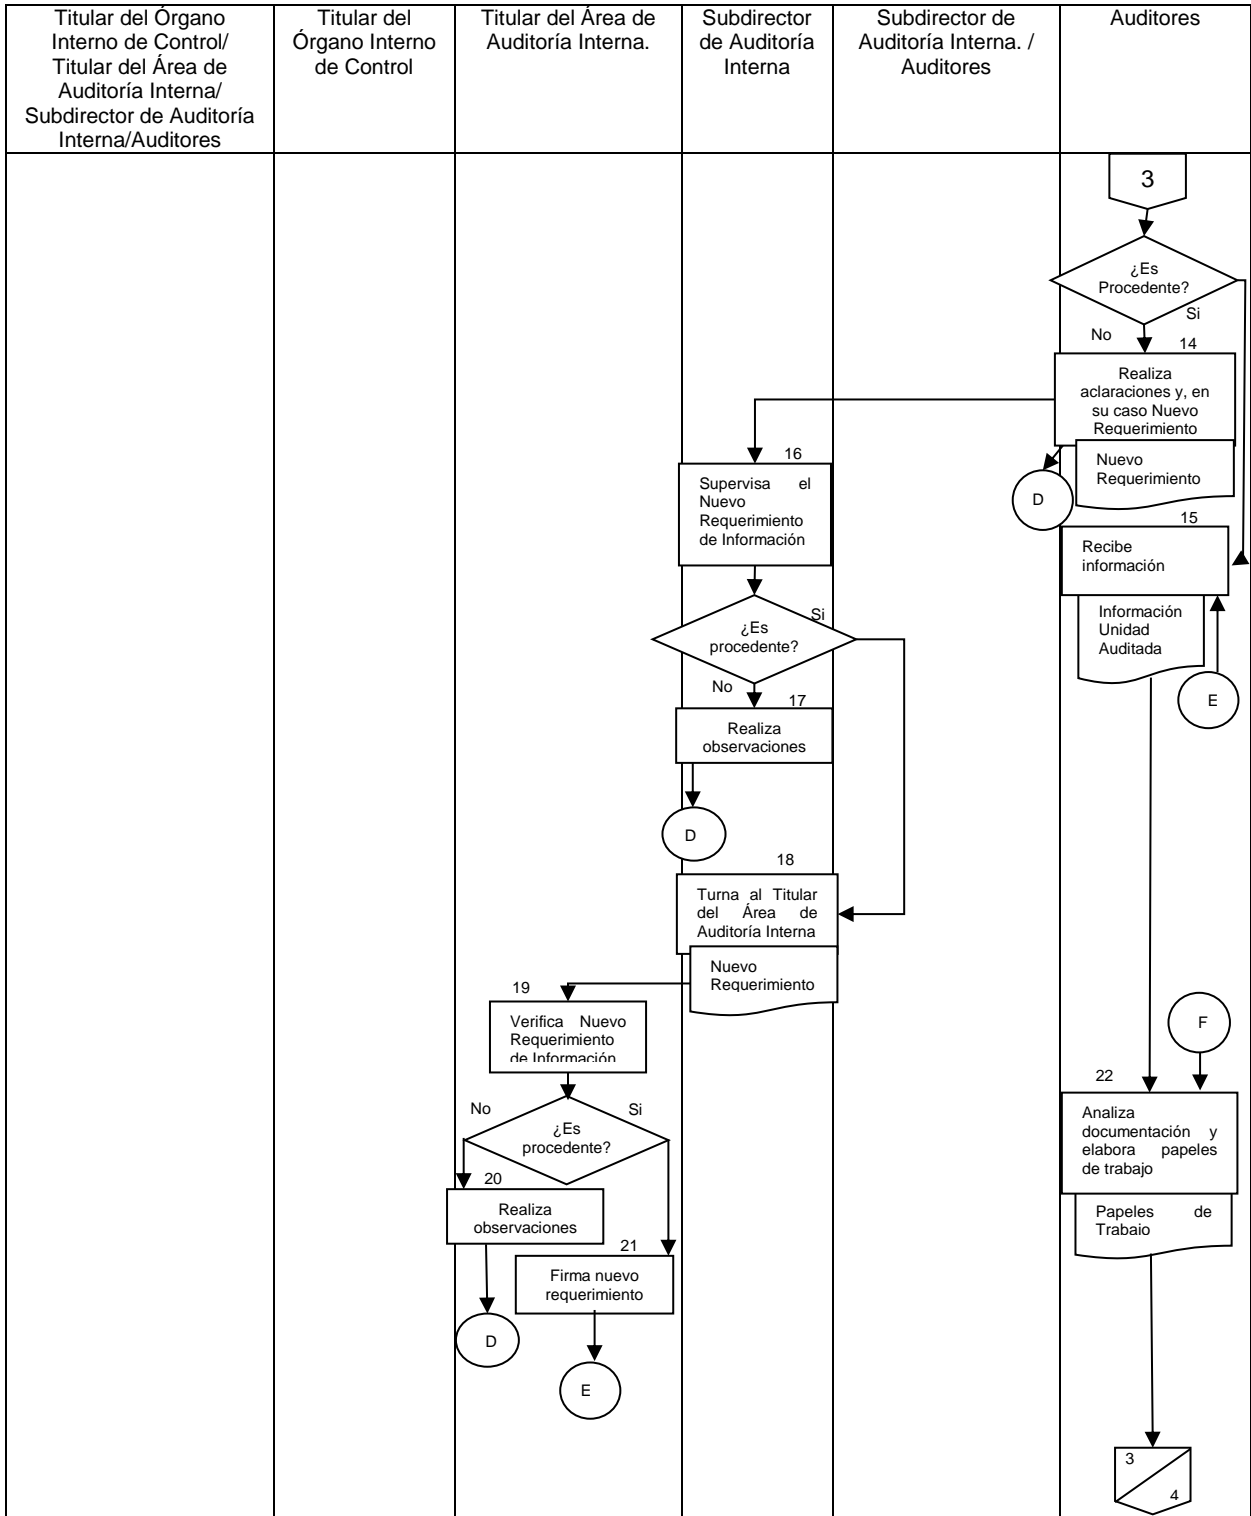 Titular del Órgano
Interno de Control/
Titular del Área de
Auditoría Interna/
Subdirector de Auditoría
Interna/Auditores
Titular del
Órgano Interno
de Control
Titular del Área de
Auditoría Interna.
Subdirector
de Auditoría
Interna
Subdirector de
Auditoría Interna. /
Auditores
Auditores
3
¿Es
Procedente?
Si
No
14
Realiza
aclaraciones y, en
su caso Nuevo
Requerimiento
Nuevo
Requerimiento
D
15
Recibe
información
Información
Unidad
Auditada
E
16
Supervisa el
Nuevo
Requerimiento
de Información
¿Es
procedente?
Si
No
17
Realiza
observaciones
D
18
Turna al Titular
del Área de
Auditoría Interna
Nuevo
Requerimiento
19
Verifica Nuevo
Requerimiento
de Información
No
Si
¿Es
procedente?
20
Realiza
observaciones
21
Firma nuevo
requerimiento
D
E
F
22
Analiza
documentación y
elabora papeles
de trabajo
Papeles de
Trabajo
3
4